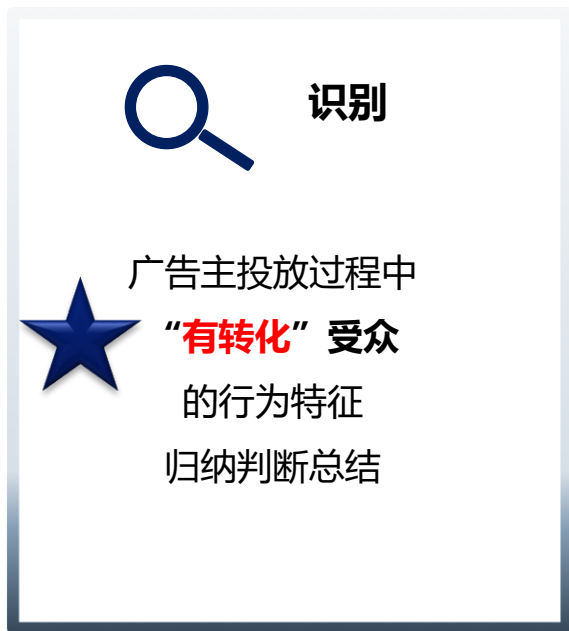 识别
广告主投放过程中
“有转化”受众
的行为特征
归纳判断总结